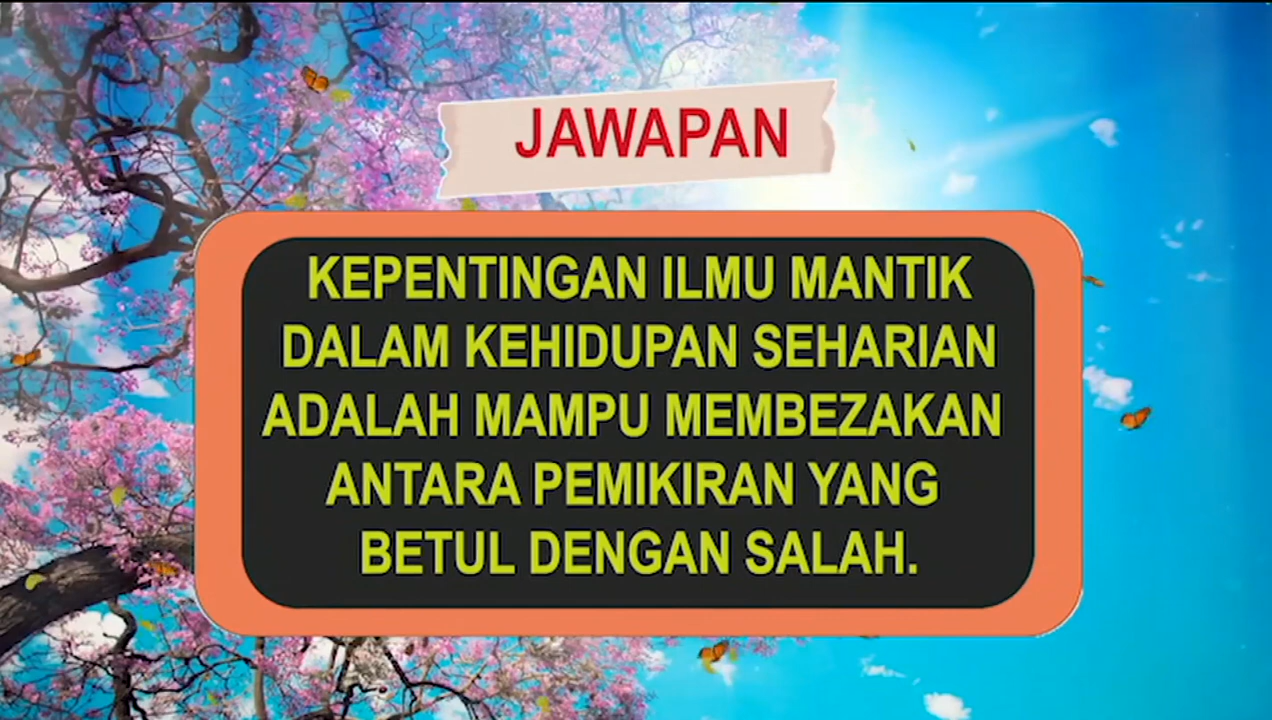 JAWAPAN
KEPENTINGAN ILMU MANTIK
DALAM KEHIDUPAN SEHARIAN
ADALAH MAMPU MEMBEZAKAN
ANTARA PEMIKIRAN YANG
BETUL DENGAN SALAH.